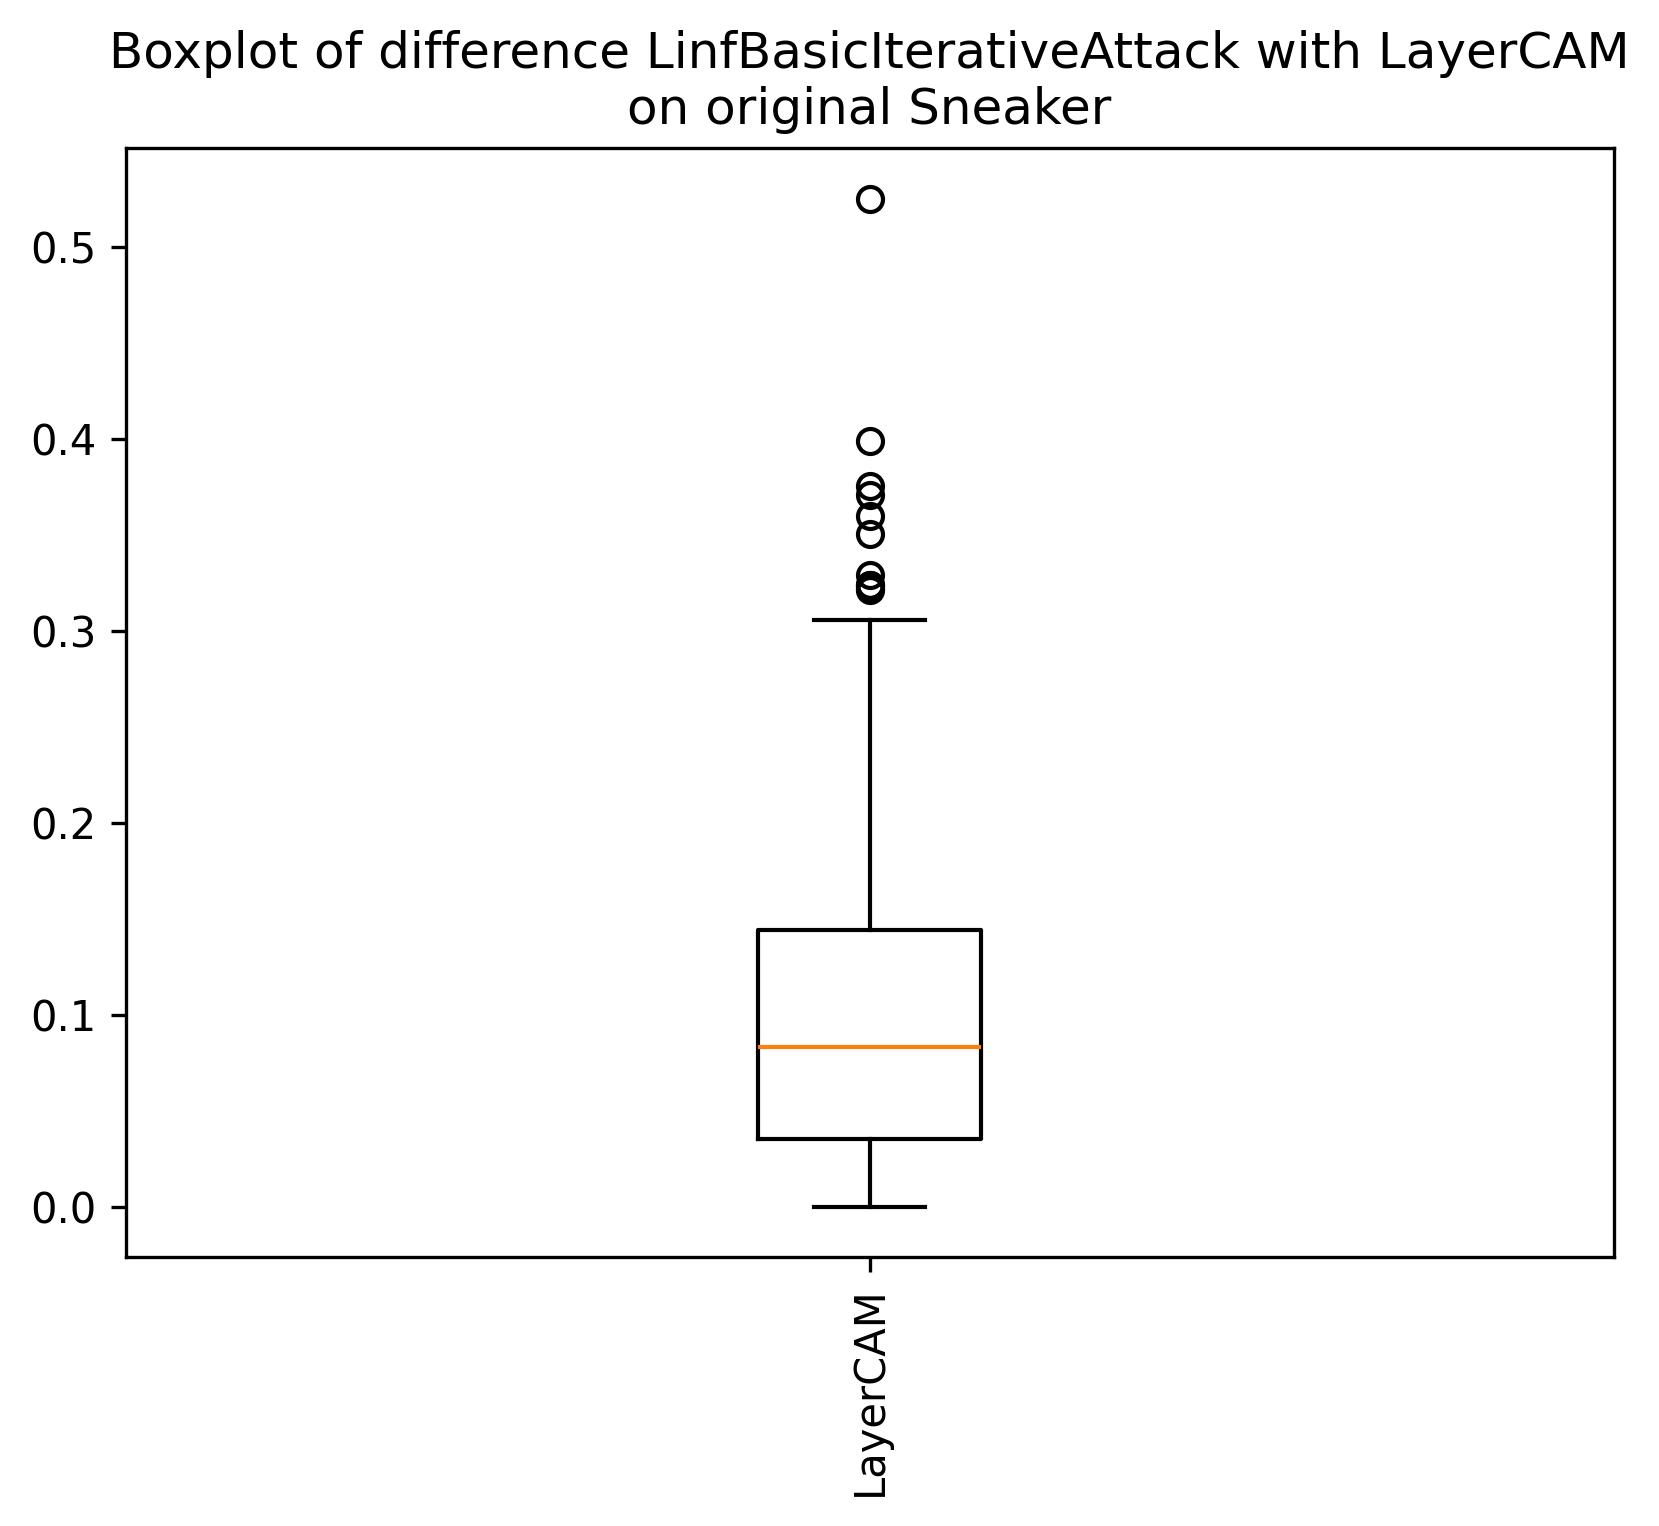 Boxplot of difference LinfBasicIterativeAttack with LayerCAM
on original Sneaker
0.5
0.4
0.3
0.2
0.1
0.0
LayerCAM